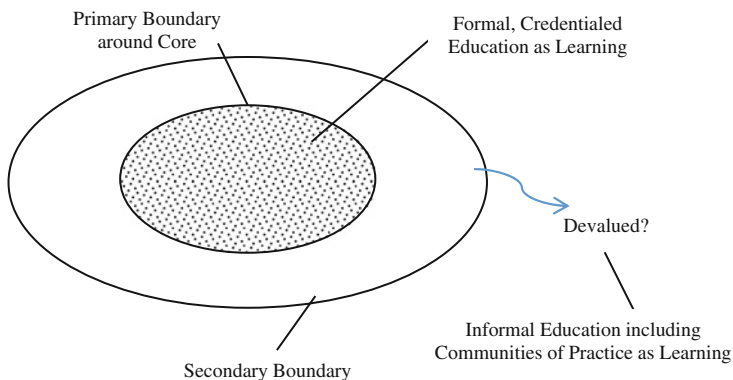 Primary Boundary
around Core
Formal, Credentialed
Education as Learning
Devalued?
Informal Education including
Communities of Practice as Learning
Secondary Boundary